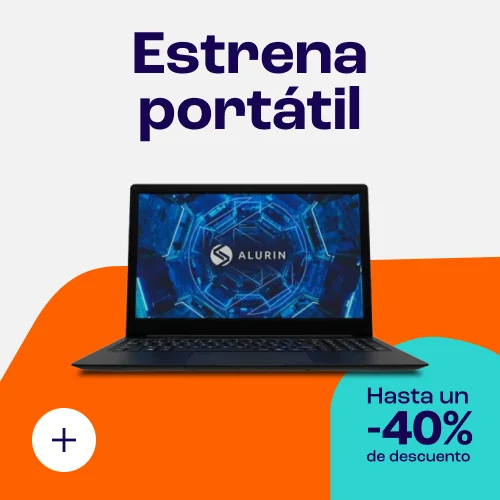 Estrena
portátil
ALURIN
Hasta un
-40%
de descuento